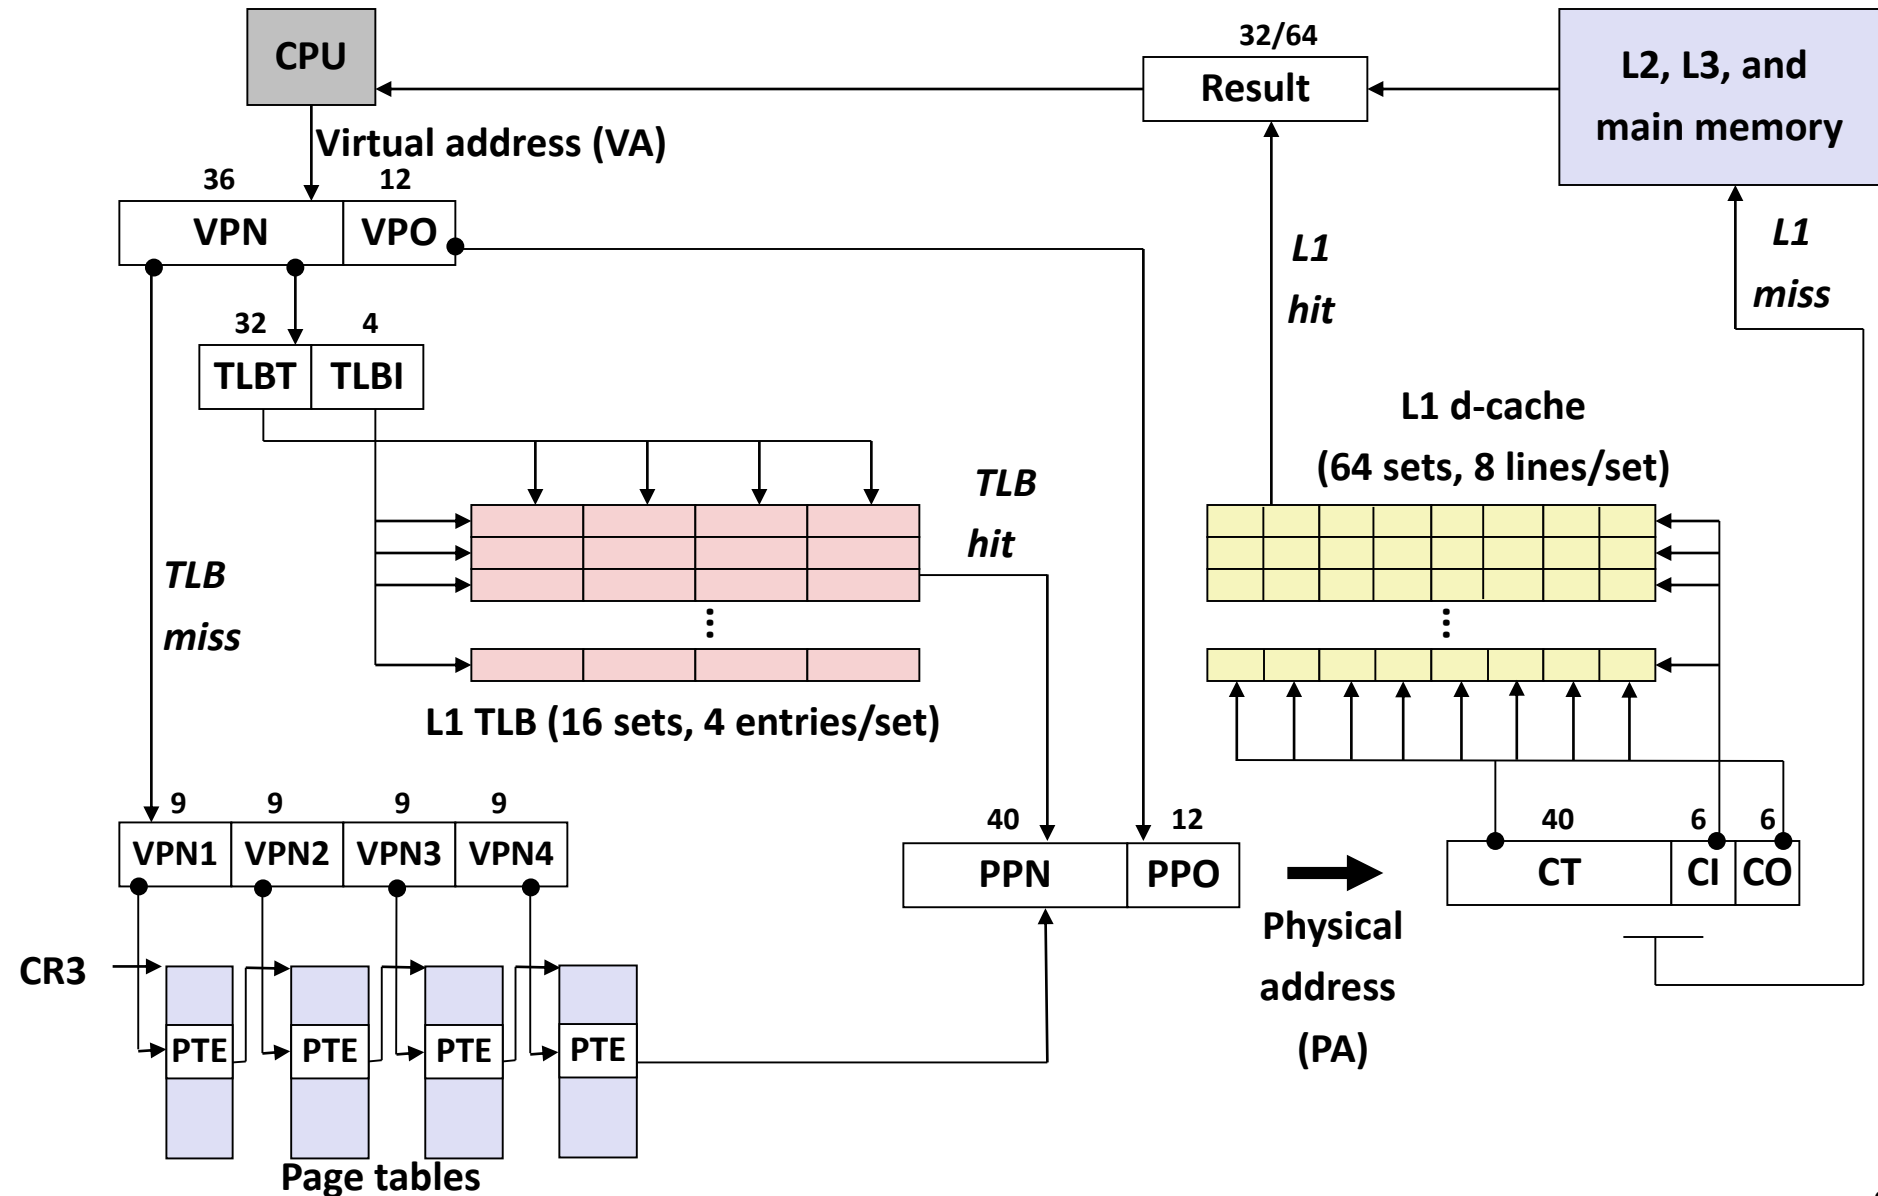 CPU
32/64
Result
L2, L3, and
main memory
Virtual address (VA)
36
12
VPN
VPO
L1
hit
L1
miss
32
4
TLBT
TLBI
L1 d-cache
(64 sets, 8 lines/set)
TLB
hit
TLB
miss
...
...
L1 TLB (16 sets, 4 entries/set)
9
9
9
9
VPN1
VPN2
VPN3
VPN4
40
12
PPN
PPO
40
6
6
CT
CI
CO
Physical
address
(PA)
CR3
PTE
PTE
PTE
PTE
Page tables